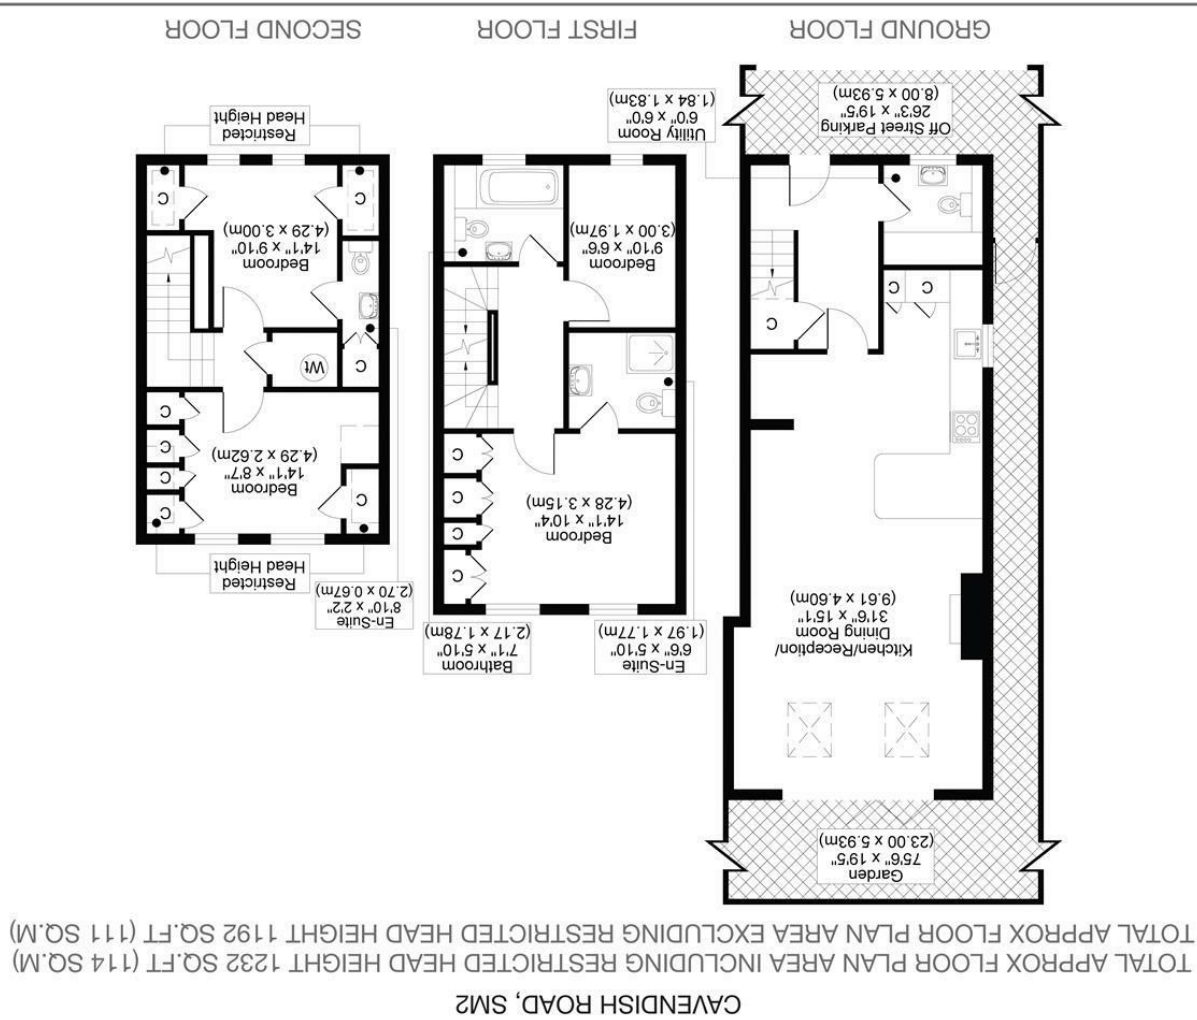 CAVENDISH ROAD, SM2
TOTAL APPROX FLOOR PLAN AREA INCLUDING RESTRICTED HEAD HEIGHT 1232 SQ.FT (114 SQ.M)
TOTAL APPROX FLOOR PLAN AREA EXCLUDING RESTRICTED HEAD HEIGHT 1192 SQ.FT (111 SQ.M)
Garden
75'6" x 19'5"
(23.00 x 5.93m)
Kitchen/Reception/
Dining Room
31'6" x 15'1"
(9.61 x 4.60m)
C
C
C
Utility Room
6'0" x 6'0"
(1.84 x 1.83m)
Off Street Parking
26'3" x 19'5"
(8.00 x 5.93m)
GROUND FLOOR
En-Suite
6'6" x 5'10"
(1.97 x 1.77m)
Bathroom
7'1" x 5'10"
(2.17 x 1.78m)
C
C
C
C
Bedroom
14'1" x 10'4"
(4.28 x 3.15m)
Bedroom
9'10" x 6'6"
(3.00 x 1.97m)
FIRST FLOOR
En-Suite
8'10" x 2'2"
(2.70 x 0.67m)
Restricted
Head Height
C
C
C
C
C
Bedroom
14'1" x 8'7"
(4.29 x 2.62m)
C
Wt
Bedroom
14'1" x 9'10"
(4.29 x 3.00m)
C
C
Restricted
Head Height
SECOND FLOOR